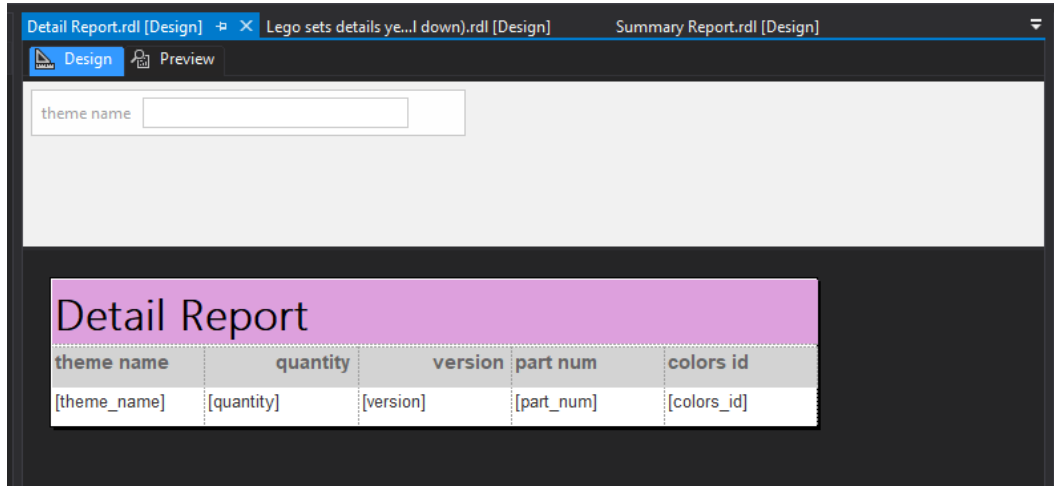 Detail Report.rdl [Design] Lego sets details ye...l down).rdl [Design] Summary Report.rdl [Design]
Design Preview
theme name
Detail Report
theme name quantity version part num colors id
[theme_name] [quantity] [version] [part_num] [colors_id]